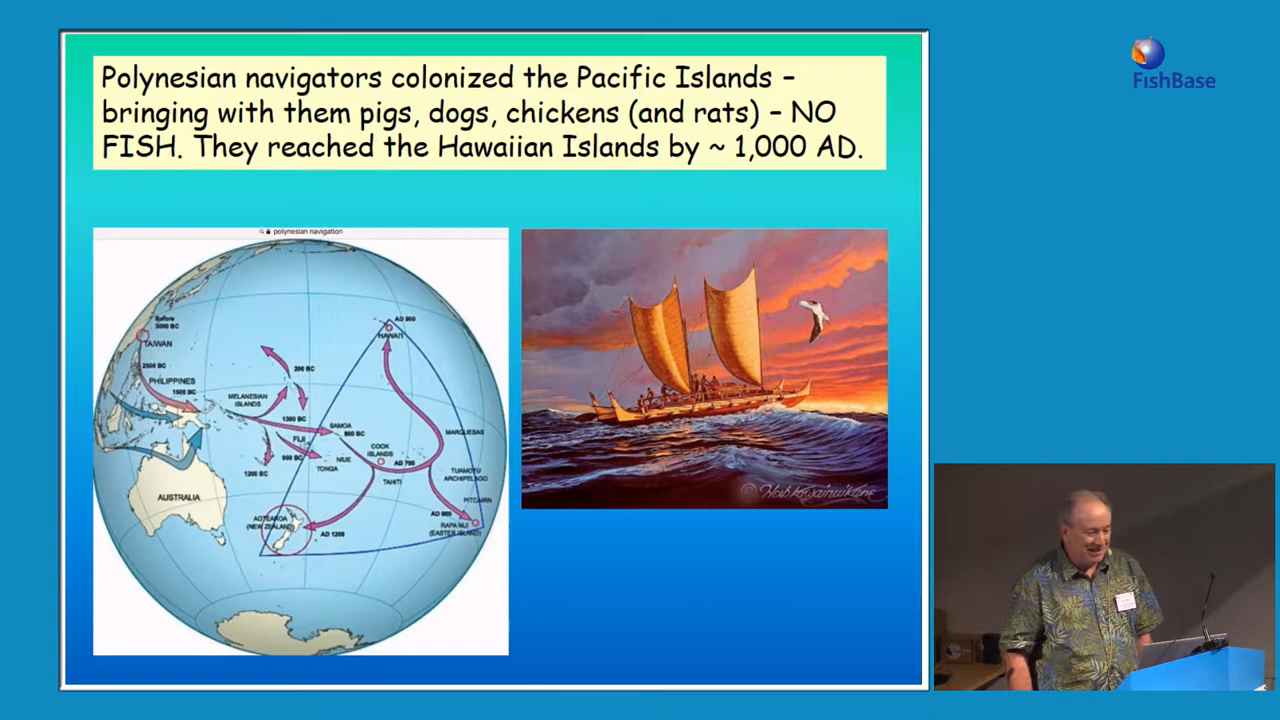 Polynesian navigators colonized the Pacific Islands –
bringing with them pigs, dogs, chickens (and rats) – NO
FISH. They reached the Hawaiian Islands by ~ 1,000 AD.
FishBase
polynesian navigation
Before
3000 BC
TAIWAN
2500 BC
PHILIPPINES
1500 BC
MELANESIAN
ISLANDS
200 BC
1300 BC
FIJI
900 BC
1200 BC
SAMOA
800 BC
NIUE
TONGA
COOK
ISLANDS
AD 700
TAHITI
AD 900
HAWAI'I
MARQUESAS
TUAMOTU
ARCHIPELAGO
PITCAIRN
AD 900
RAPA NUI
(EASTER ISLAND)
AUSTRALIA
AOTEAROA
(NEW ZEALAND)
AD 1200
©